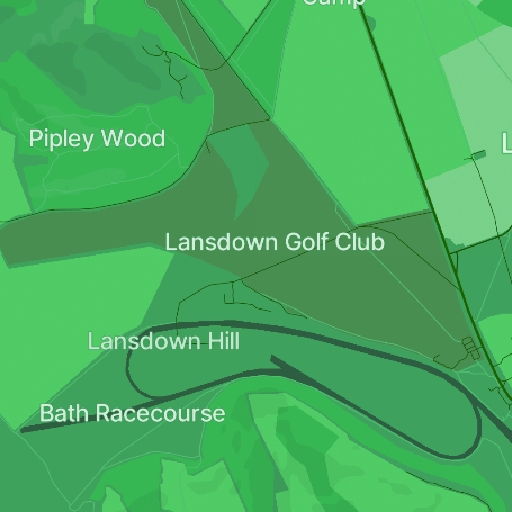 Pipley Wood
Lansdown Golf Club
Lansdown Hill
Bath Racecourse